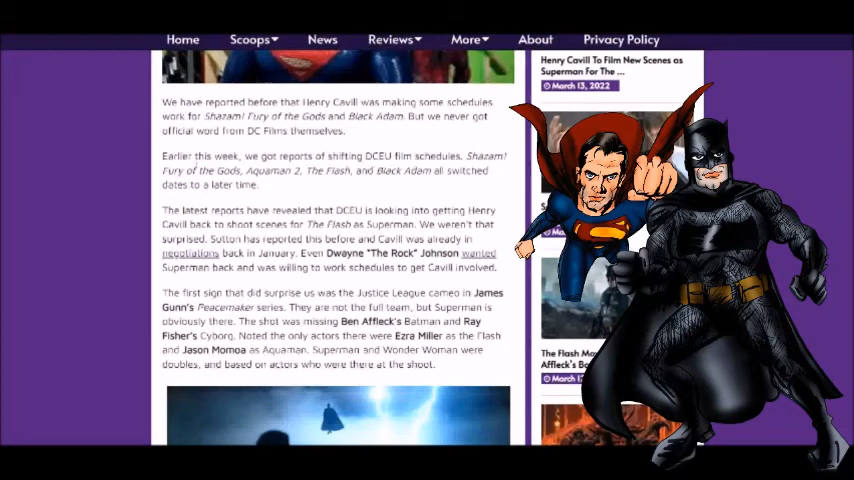 Home Scoops News Reviews More About Privacy Policy
We have reported before that Henry Cavill was making some schedules
work for Shazam! Fury of the Gods and Black Adam. But we never got
official word from DC Films themselves.
Earlier this week, we got reports of shifting DCEU film schedules. Shazam!
Fury of the Gods, Aquaman 2, The Flash, and Black Adam all switched
dates to a later time.
The latest reports have revealed that DCEU is looking into getting Henry
Cavill back to shoot scenes for The Flash as Superman. We weren't that
surprised. Sutton has reported this before and Cavill was already in
negotiations back in January. Even Dwayne "The Rock" Johnson wanted
Superman back and was willing to work schedules to get Cavill involved.
The first sign that did surprise us was the Justice League cameo in James
Gunn's Peacemaker series. They are not the full team, but Superman is
obviously there. The shot was missing Ben Affleck's Batman and Ray
Fisher's Cyborg. Noted the only actors there were Ezra Miller as the Flash
and Jason Momoa as Aquaman. Superman and Wonder Woman were
doubles, and based on actors who were there at the shoot.
Henry Cavill To Film New Scenes as
Superman For The ...
March 13, 2022
The Flash
Affleck's
March